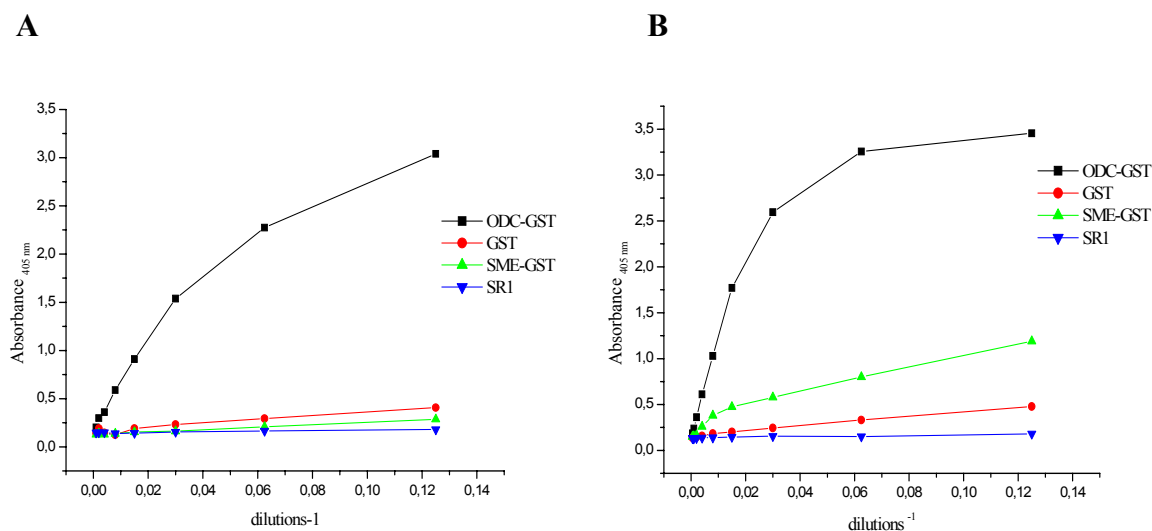 A
3,5
3,0
2,5
2,0
1,5
1,0
0,5
0,0
Absorbance 405 nm
0,00 0,02 0,04 0,06 0,08 0,10 0,12 0,14
dilutions-1
ODC-GST
GST
SME-GST
SR1
B
3,5
3,0
2,5
2,0
1,5
1,0
0,5
0,0
Absorbance 405 nm
0,00 0,02 0,04 0,06 0,08 0,10 0,12 0,14
dilutions -1
ODC-GST
GST
SME-GST
SR1